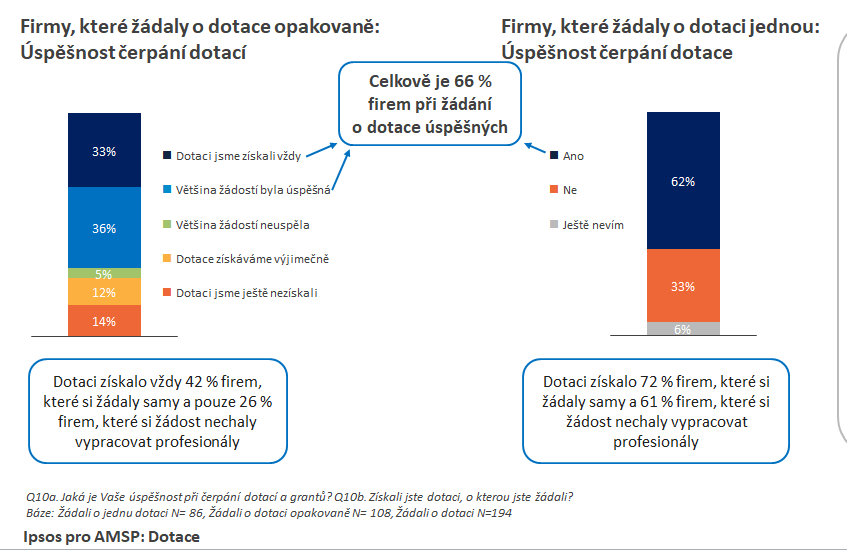 Firmy, které žádaly o dotace opakovaně:
Úspěšnost čerpání dotací
Firmy, které žádaly o dotaci jednou:
Úspěšnost čerpání dotace
Celkově je 66 %
firem při žádání
o dotace úspěšných
33%
36%
5%
12%
14%
Dotaci jsme získali vždy
Většina žádostí byla úspěšná
Většina žádostí neuspěla
Dotace získáváme výjimečně
Dotaci jsme ještě nezískali
Ano
Ne
Ještě nevím
62%
33%
6%
Dotaci získalo vždy 42 % firem,
které si žádaly samy a pouze 26 %
firem, které si žádost nechaly
vypracovat profesionály
Dotaci získalo 72 % firem, které si
žádaly samy a 61 % firem, které si
žádost nechaly vypracovat
profesionály
Q10a. Jaká je Vaše úspěšnost při čerpání dotací a grantů? Q10b. Získali jste dotaci, o kterou jste žádali?
Báze: Žádali o jednu dotaci N= 86, Žádali o dotaci opakovaně N= 108, Žádali o dotaci N=194
Ipsos pro AMSP: Dotace